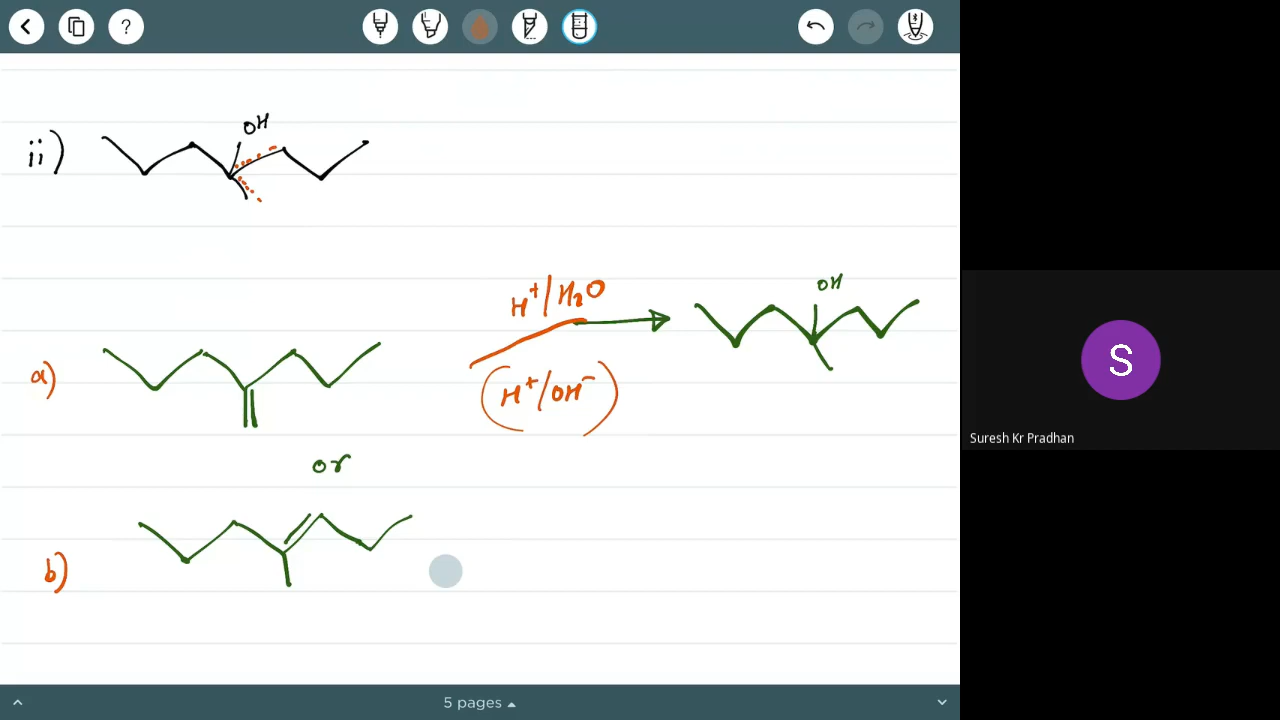 ?
ii)
OH
H⁺/H₂O
OH
a)
(H⁺/OH⁻)
S
Suresh Kr Pradhan
or
b)
5 pages